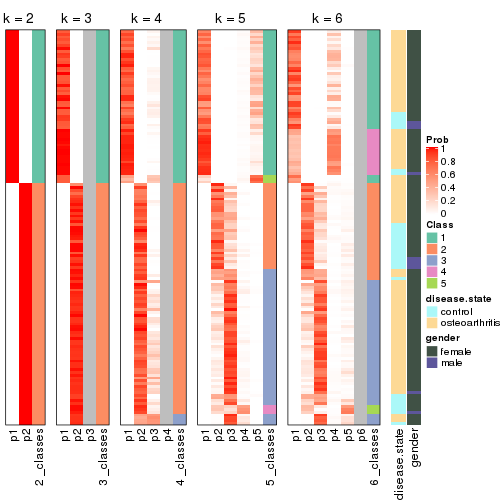 k = 2 k = 3 k = 4 k = 5 k = 6
Prob
1
0.8
0.6
0.4
0.2
0
Class
1
2
3
4
5
disease.state
control
osteoarthritis
gender
female
male
p1 p2 2_classes p1 p2 p3 3_classes p1 p2 p3 p4 4_classes p1 p2 p3 p4 p5 5_classes p1 p2 p3 p4 p5 p6 6_classes disease.state gender